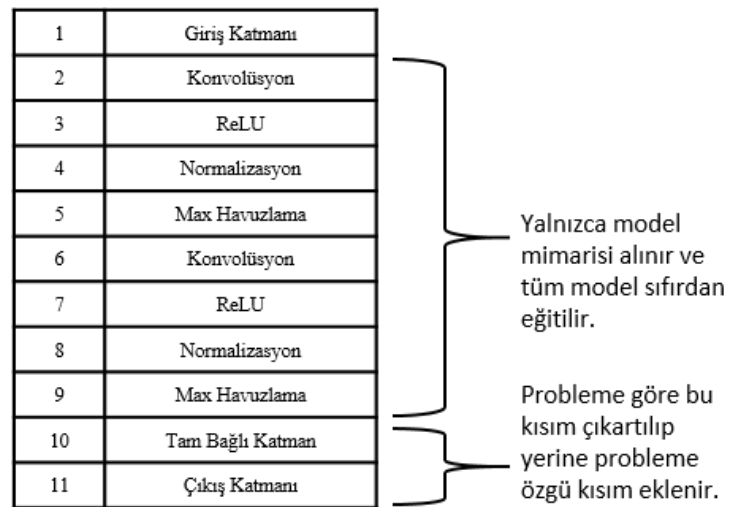 1 Giriş Katmanı
2 Konvolüsyon
3 ReLU
4 Normalizasyon
5 Max Havuzlama
6 Konvolüsyon
7 ReLU
8 Normalizasyon
9 Max Havuzlama
10 Tam Bağlı Katman
11 Çıkış Katmanı
Yalnızca model
mimarisi alınır ve
tüm model sıfırdan
eğitilir.
Probleme göre bu
kısım çıkartılıp
yerine probleme
özgü kısım eklenir.